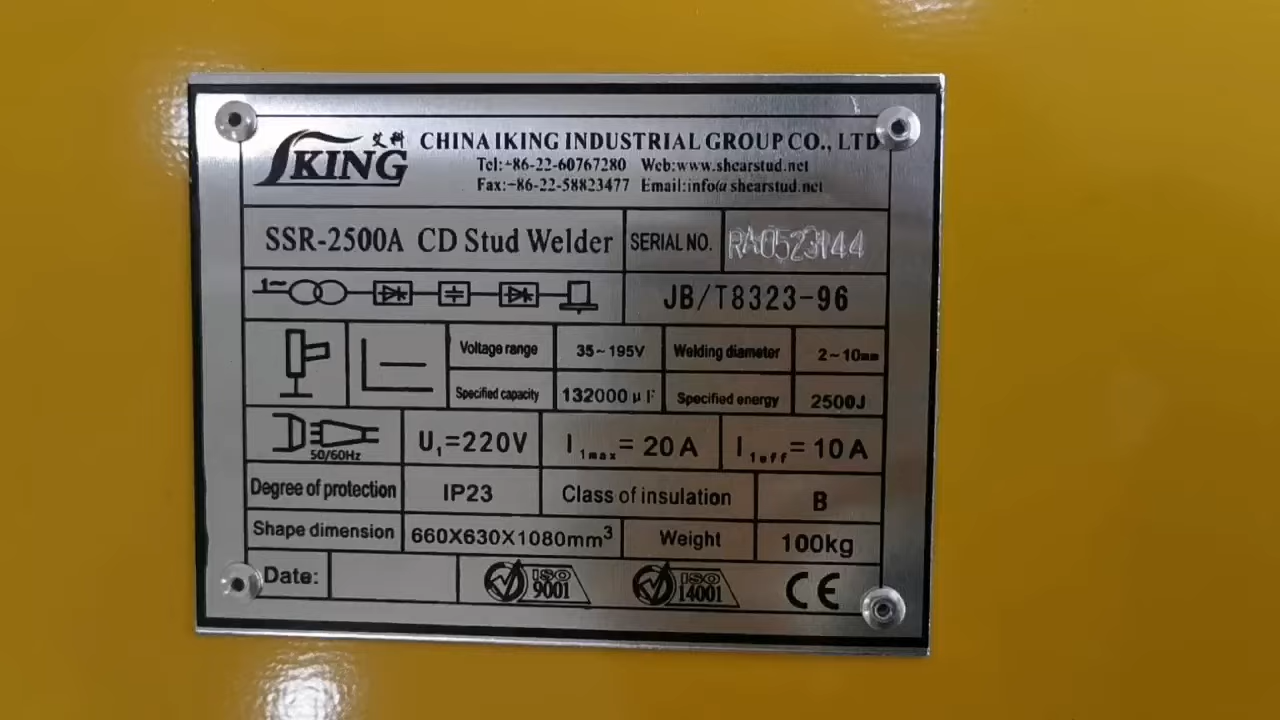 艾科
IKING
CHINA IKING INDUSTRIAL GROUP CO., LTD
Tel:+86-22-60767280 Web:www.shearstud.net
Fax:+86-22-58823477 Email:info@shearstud.net
SSR-2500A CD Stud Welder
SERIAL NO. RA0523144
1~
JB/T8323-96
Voltage range 35~195V Welding diameter 2~10mm
Specified capacity 132000μF Specified energy 2500J
50/60Hz
U₁=220V I₁max=20A I₁eff=10A
Degree of protection IP23 Class of insulation B
Shape dimension 660X630X1080mm³ Weight 100kg
Date: ISO 9001 ISO 14001 CE